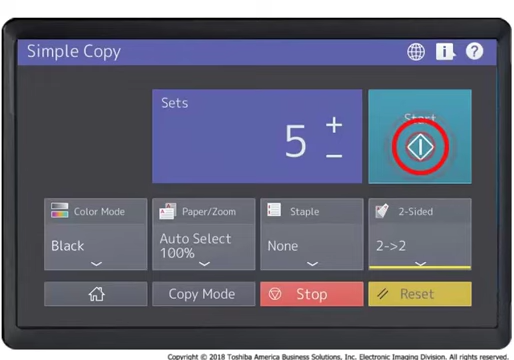 Simple Copy
Sets
5 + −
Start
Color Mode
Black
Paper/Zoom
Auto Select
100%
Staple
None
2-Sided
2->2
Copy Mode
Stop
Reset
Copyright © 2018 Toshiba America Business Solutions, Inc. Electronic Imaging Division. All rights reserved.